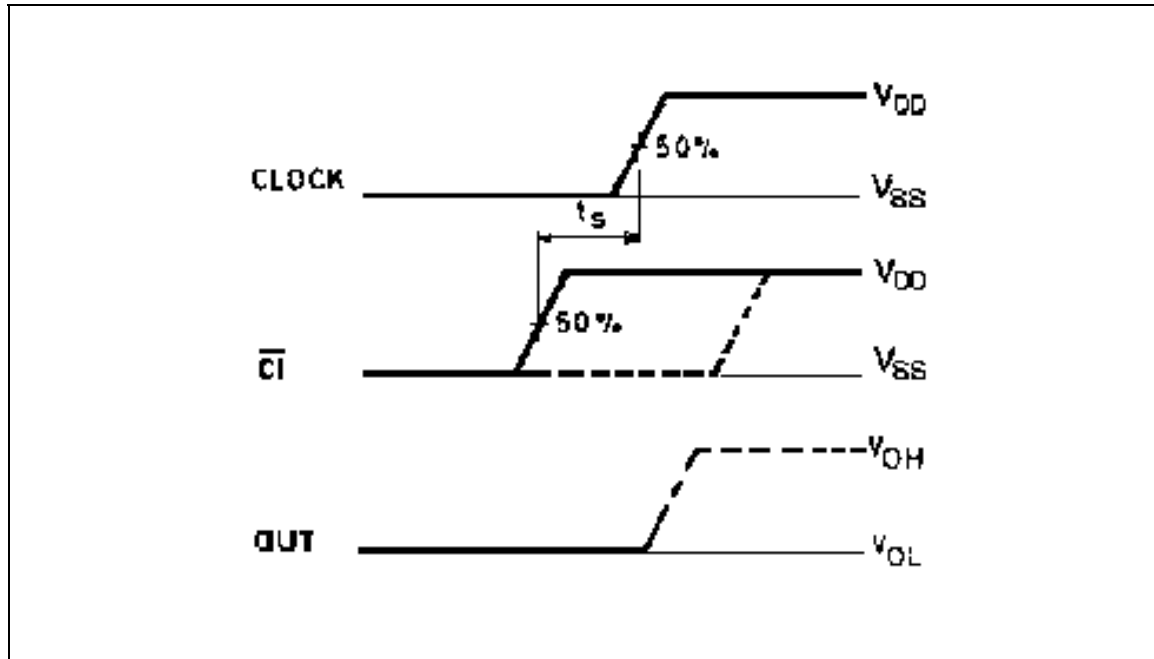 V_DD
50%
CLOCK
V_SS
t_s
V_DD
50%
C̅I̅
V_SS
V_OH
OUT
V_OL